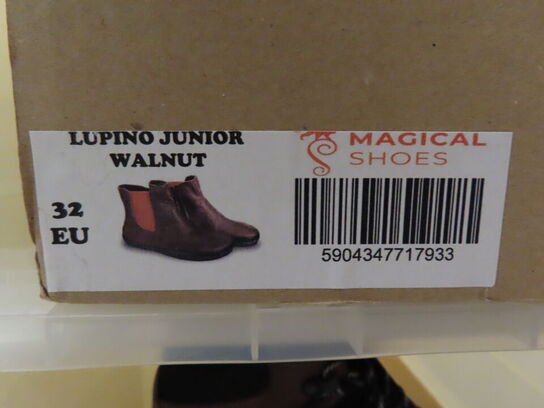 LUPINO JUNIOR
WALNUT
32
EU
MAGICAL
SHOES
5904347717933